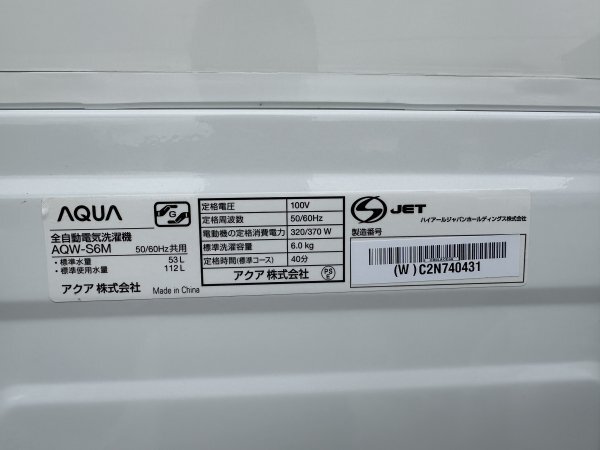 AQUA
G
全自動電気洗濯機
AQW-S6M 50/60Hz共用
・標準水量 53L
・標準使用水量 112L
アクア 株式会社 Made in China
定格電圧 100V
定格周波数 50/60Hz
電動機の定格消費電力 320/370 W
標準洗濯容量 6.0 kg
定格時間(標準コース) 40分
アクア 株式会社
PS
E
S JET
ハイアールジャパンホールディングス株式会社
製造番号
(W) C2N740431